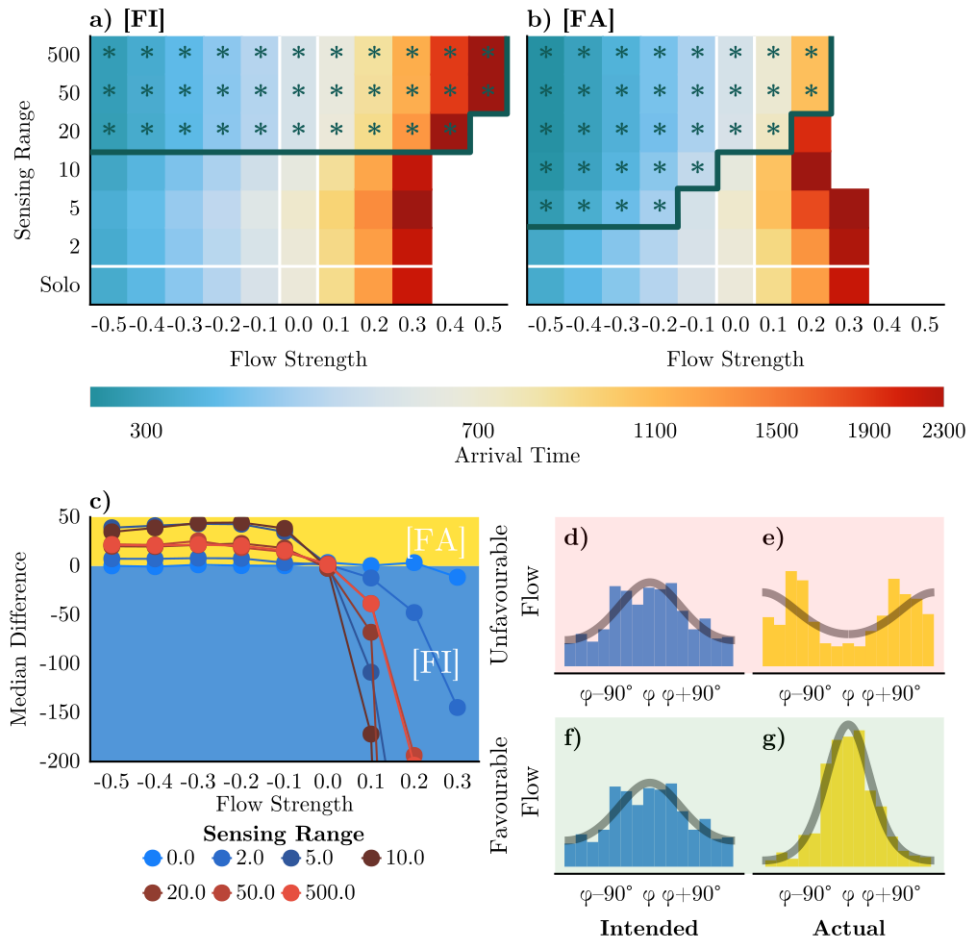 a) [FI]
b) [FA]
Sensing Range
500
50
20
10
5
2
Solo
* * * * * * * * * * *
* * * * * * * * * * *
* * * * * * * * * *
* * * * * * * *
* * * * * * * *
* * * * * * *
* * * * *
* * * *
-0.5 -0.4 -0.3 -0.2 -0.1 0.0 0.1 0.2 0.3 0.4 0.5
-0.5 -0.4 -0.3 -0.2 -0.1 0.0 0.1 0.2 0.3 0.4 0.5
Flow Strength
Flow Strength
300 700 1100 1500 1900 2300
Arrival Time
c)
Median Difference
50
0
-50
-100
-150
-200
[FA]
[FI]
-0.5 -0.4 -0.3 -0.2 -0.1 0.0 0.1 0.2 0.3
Flow Strength
Sensing Range
0.0 2.0 5.0 10.0
20.0 50.0 500.0
Unfavourable
Flow
d)
e)
φ–90° φ φ+90°
φ–90° φ φ+90°
Favourable
Flow
f)
g)
φ–90° φ φ+90°
φ–90° φ φ+90°
Intended
Actual